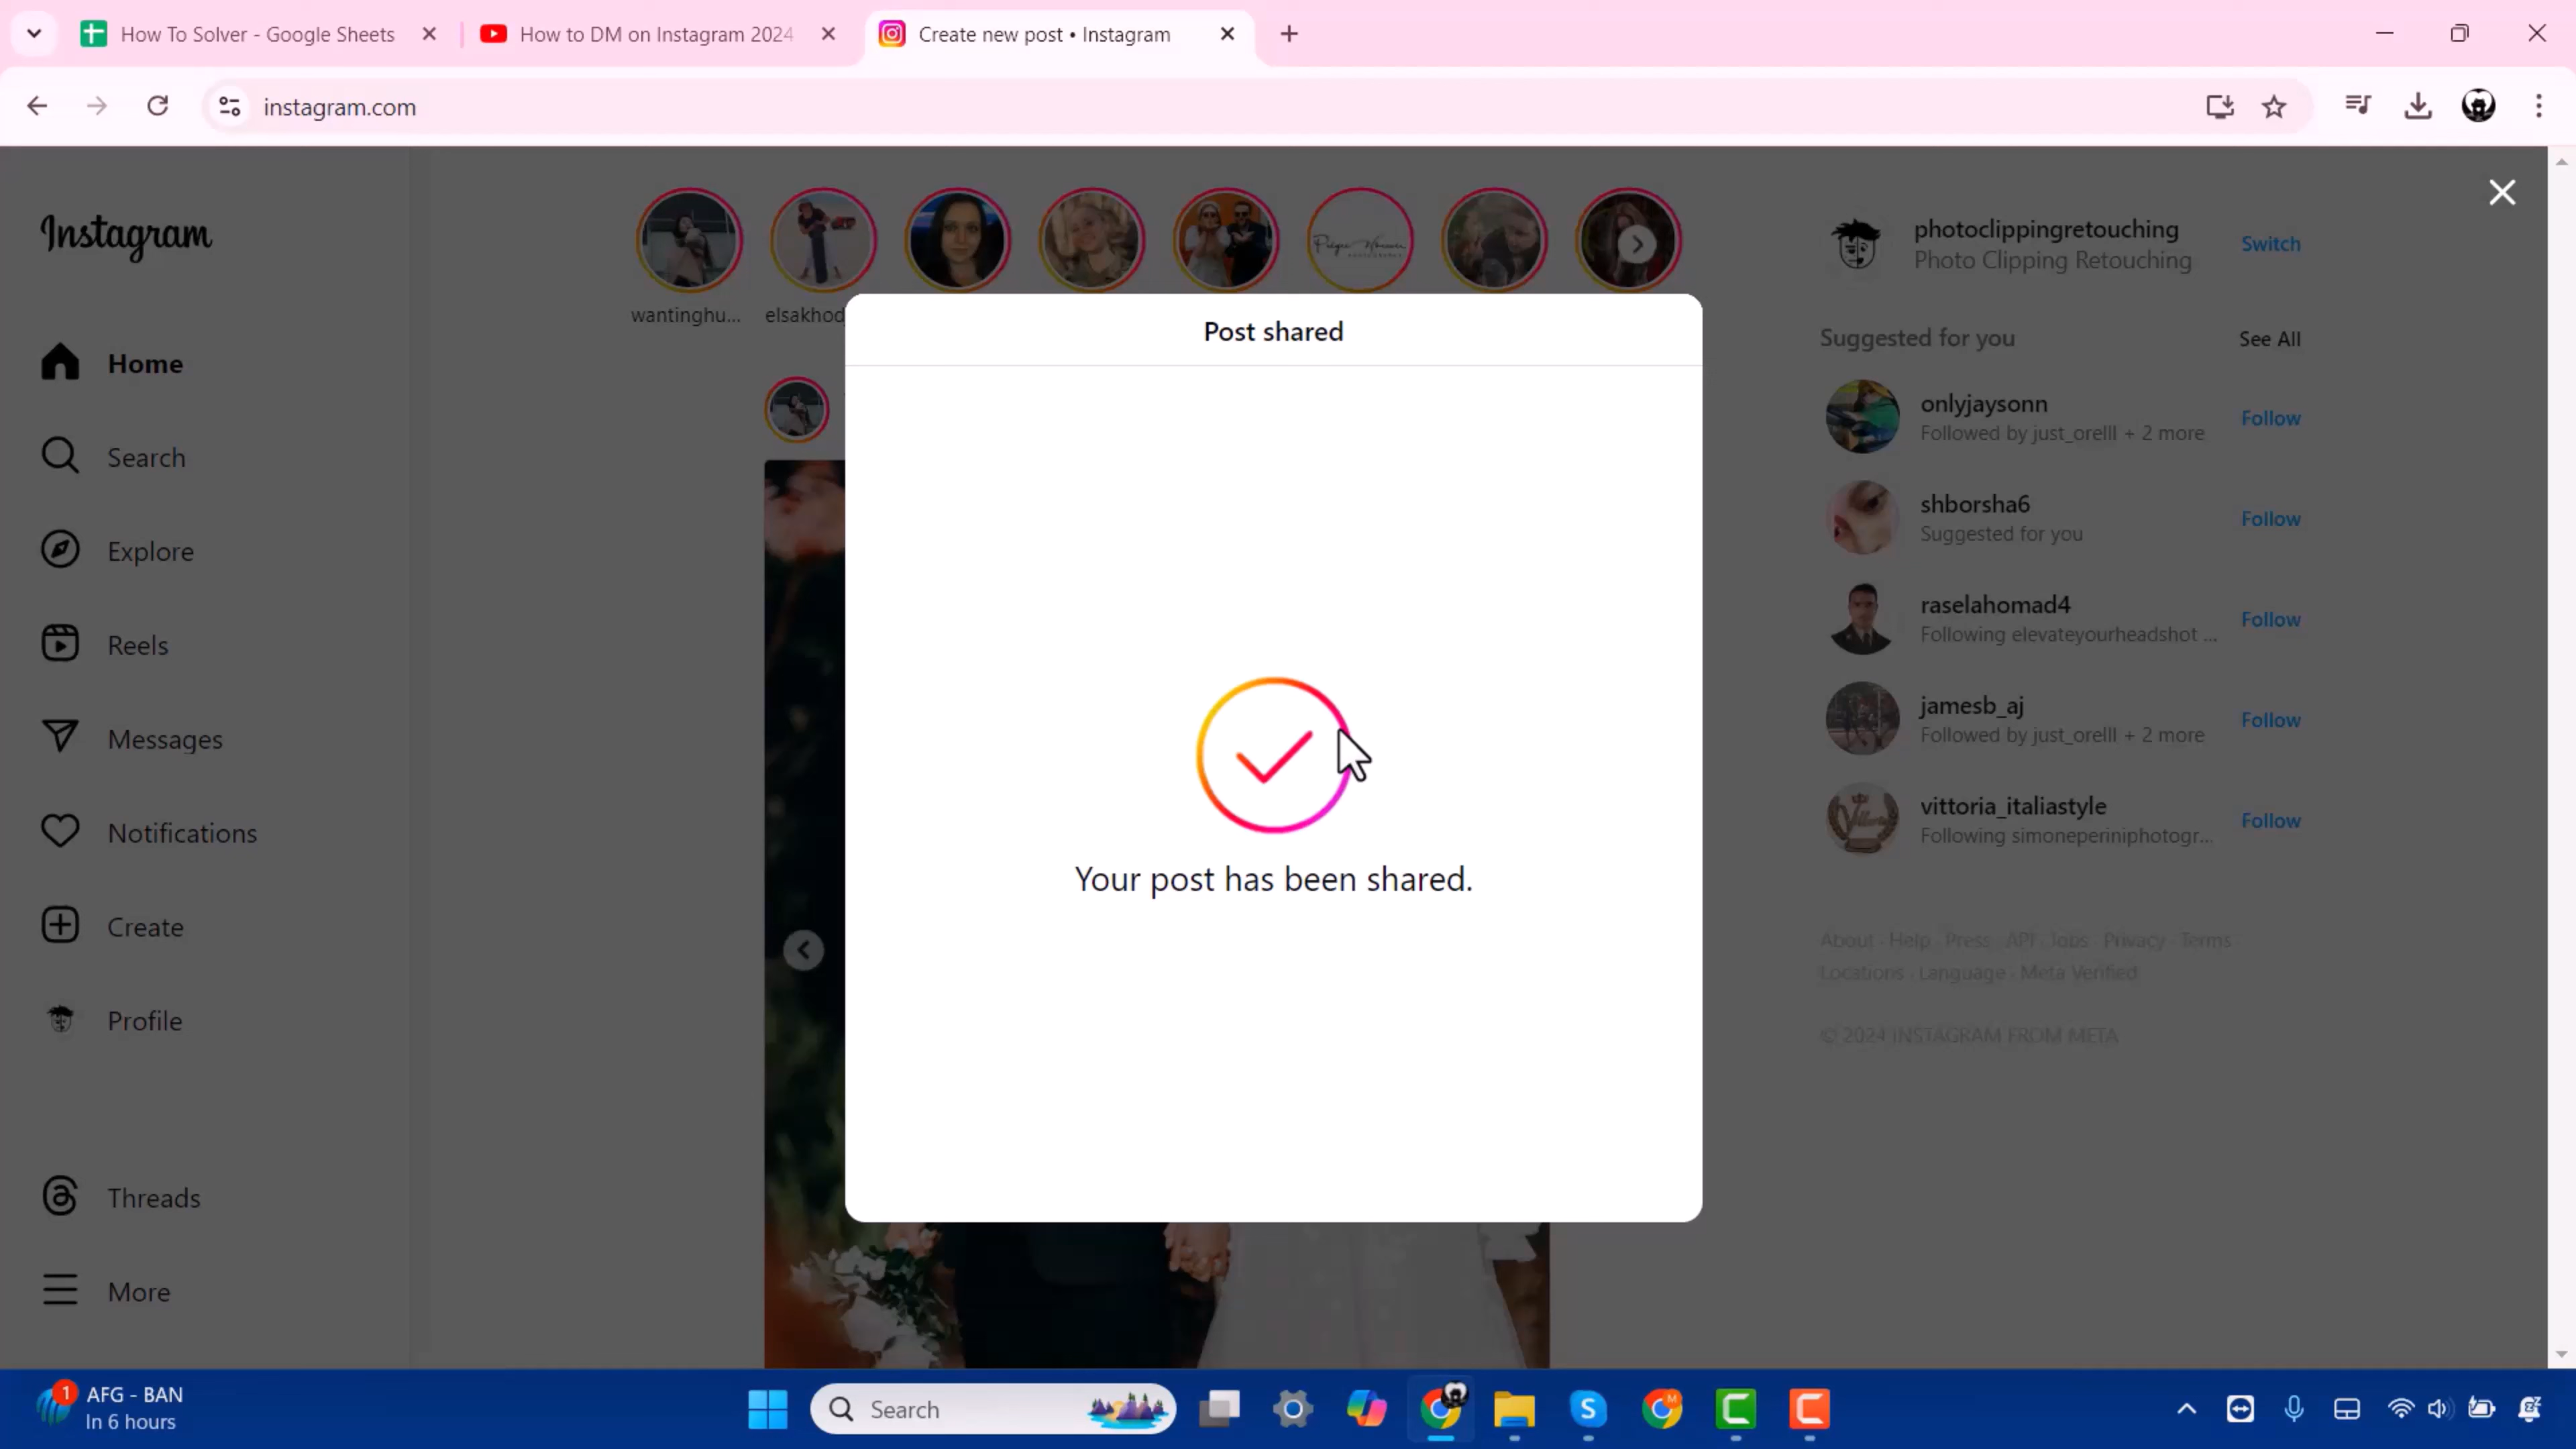 How To Solver - Google Sheets
How to DM on Instagram 2024
Create new post • Instagram
instagram.com
Instagram
Home
Search
Explore
Reels
Messages
Notifications
Create
Profile
Threads
More
wantinghu...
elsakhod
Post shared
Your post has been shared.
photoclippingretouching
Photo Clipping Retouching
Switch
Suggested for you
See All
onlyjaysonn
Followed by just_orelll + 2 more
Follow
shborsha6
Suggested for you
Follow
raselahomad4
Following elevateyourheadshot ...
Follow
jamesb_aj
Followed by just_orelll + 2 more
Follow
vittoria_italiastyle
Following simoneperiniphotogr...
Follow
About · Help · Press · API · Jobs · Privacy · Terms
Locations · Language · Meta Verified
© 2024 INSTAGRAM FROM META
1
AFG - BAN
In 6 hours
Search